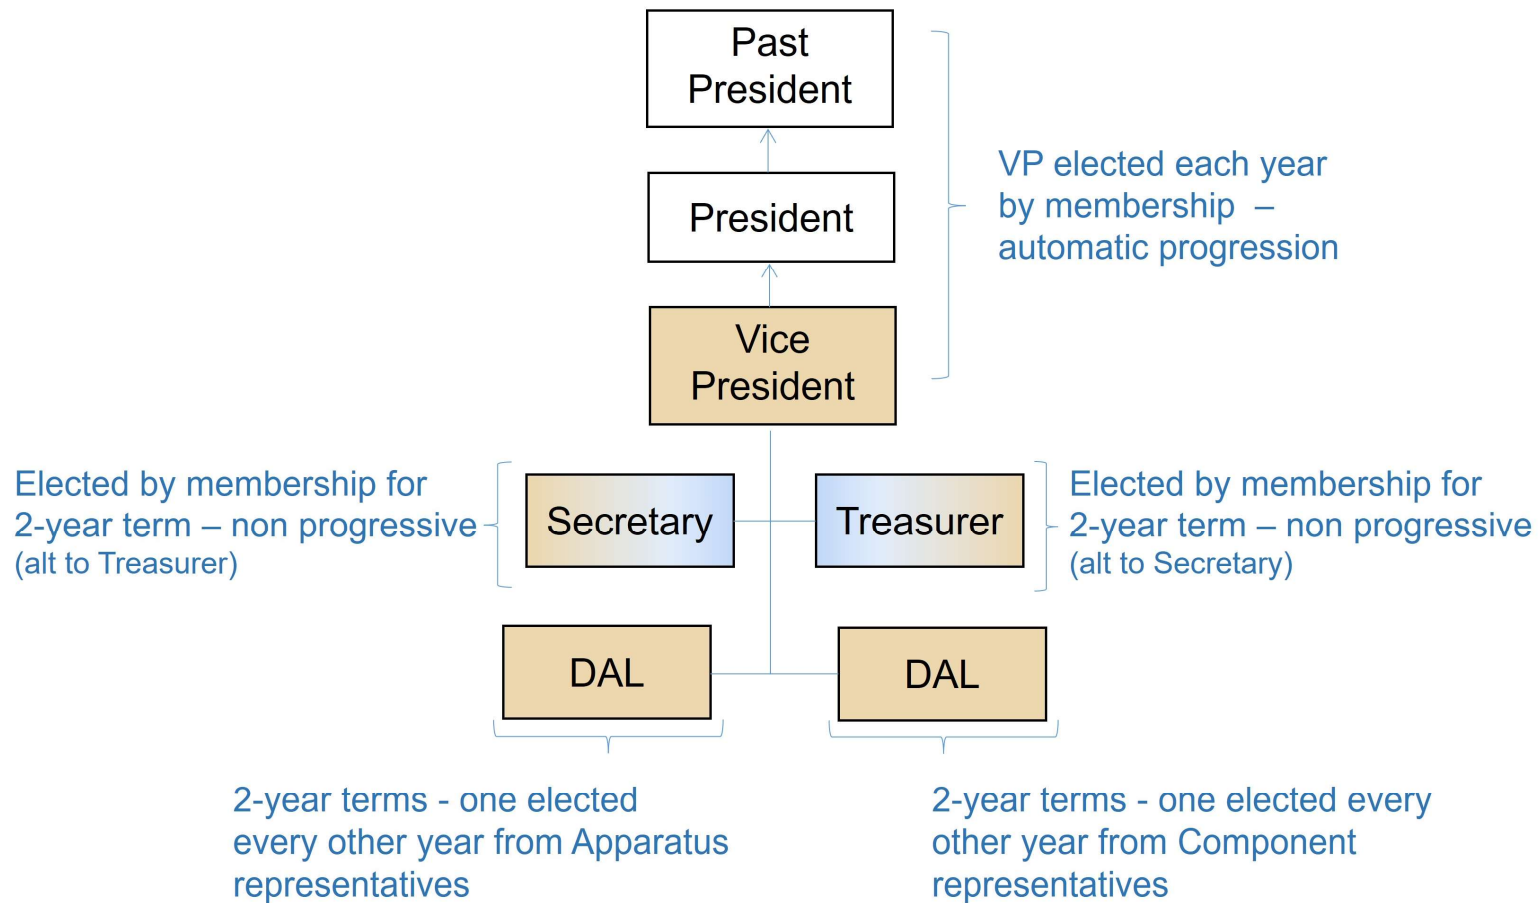 Past
President
President
VP elected each year
by membership –
automatic progression
Vice
President
Elected by membership for
2-year term – non progressive
(alt to Treasurer)
Secretary
Treasurer
Elected by membership for
2-year term – non progressive
(alt to Secretary)
DAL
DAL
2-year terms - one elected
every other year from Apparatus
representatives
2-year terms - one elected every
other year from Component
representatives